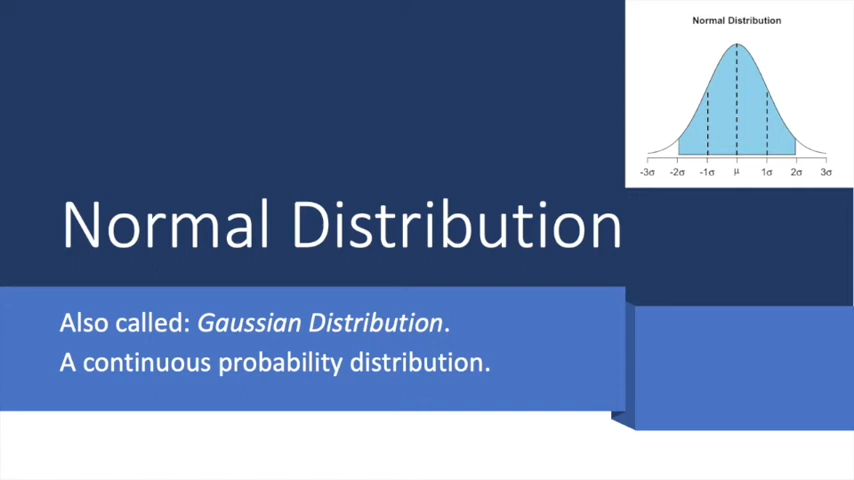 Normal Distribution
-3σ -2σ -1σ μ 1σ 2σ 3σ
Normal Distribution
Also called: Gaussian Distribution.
A continuous probability distribution.